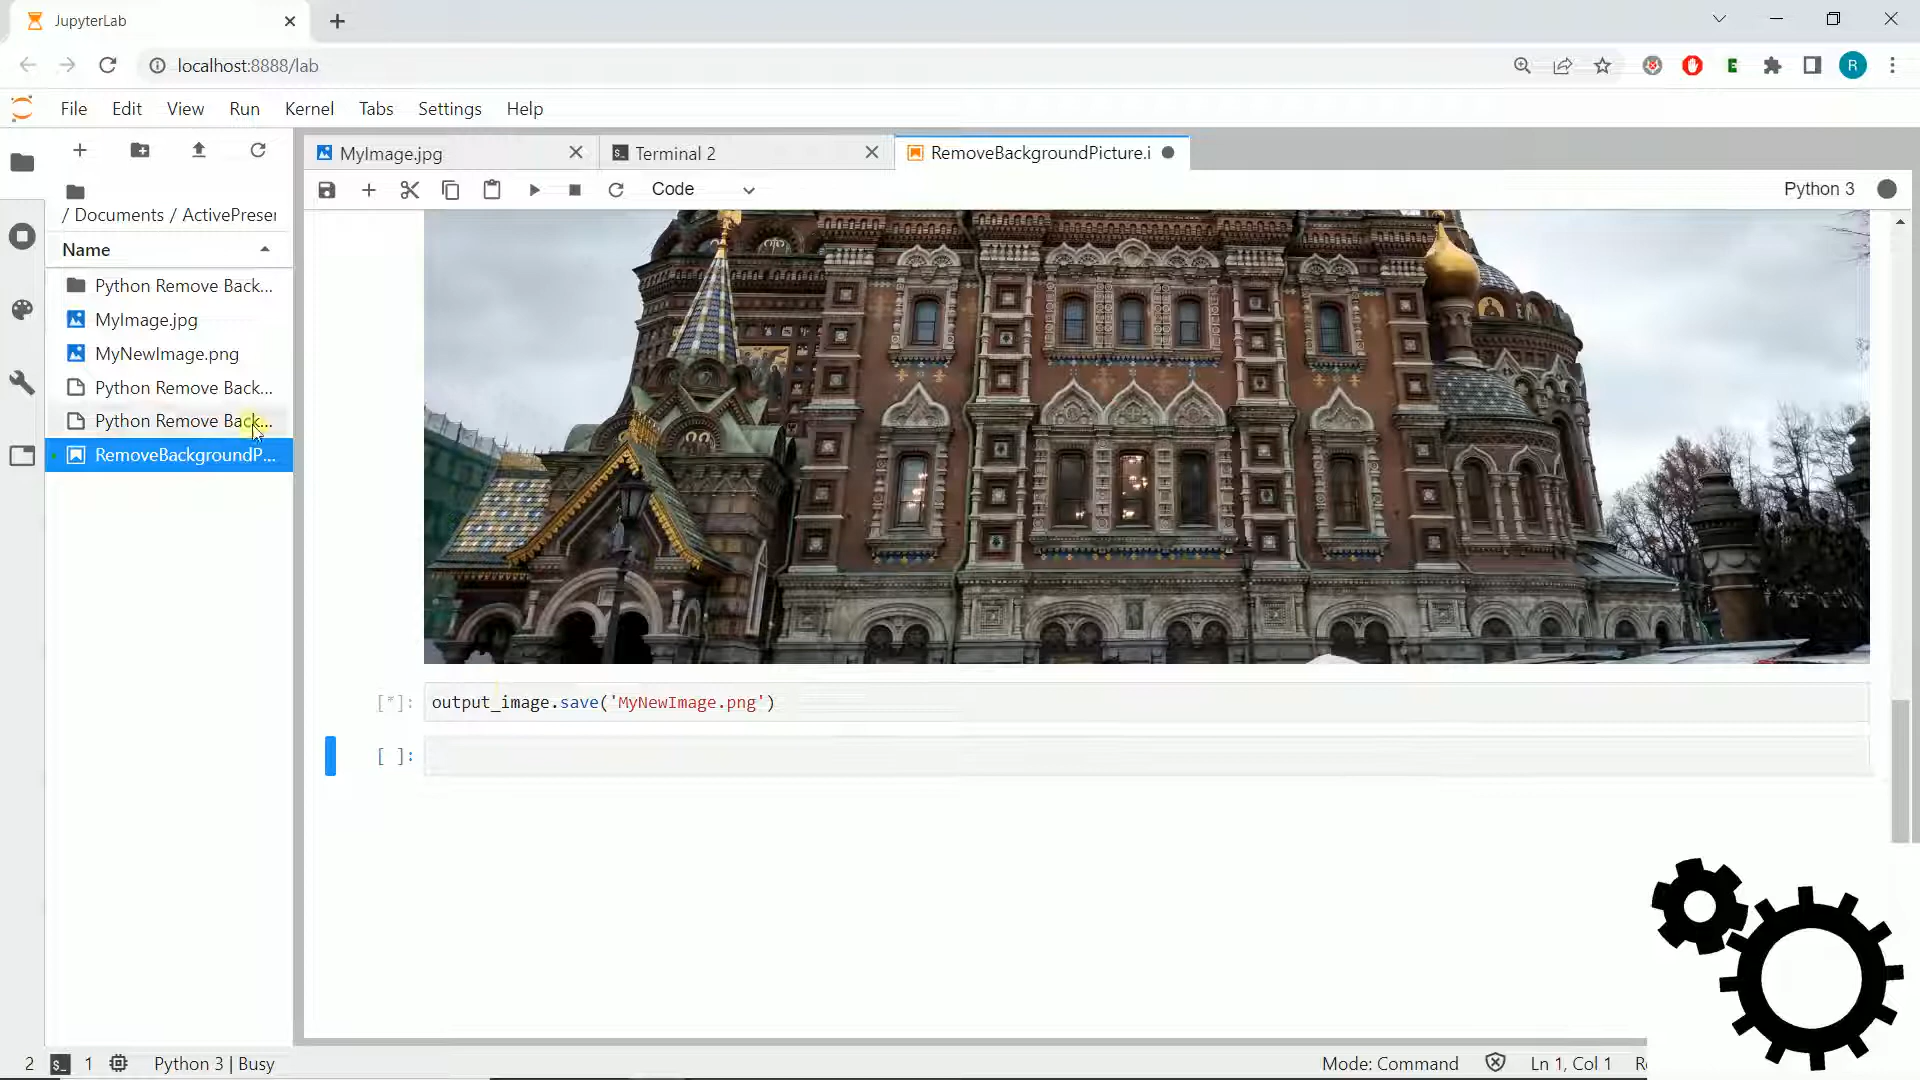 JupyterLab
localhost:8888/lab
R
File Edit View Run Kernel Tabs Settings Help
MyImage.jpg
Terminal 2
RemoveBackgroundPicture.i
Code
Python 3
/ Documents / ActivePreser
Name
Python Remove Back...
MyImage.jpg
MyNewImage.png
Python Remove Back...
Python Remove Back...
RemoveBackgroundP...
[*]: output_image.save('MyNewImage.png')
[ ]:
2 1 Python 3 | Busy Mode: Command Ln 1, Col 1